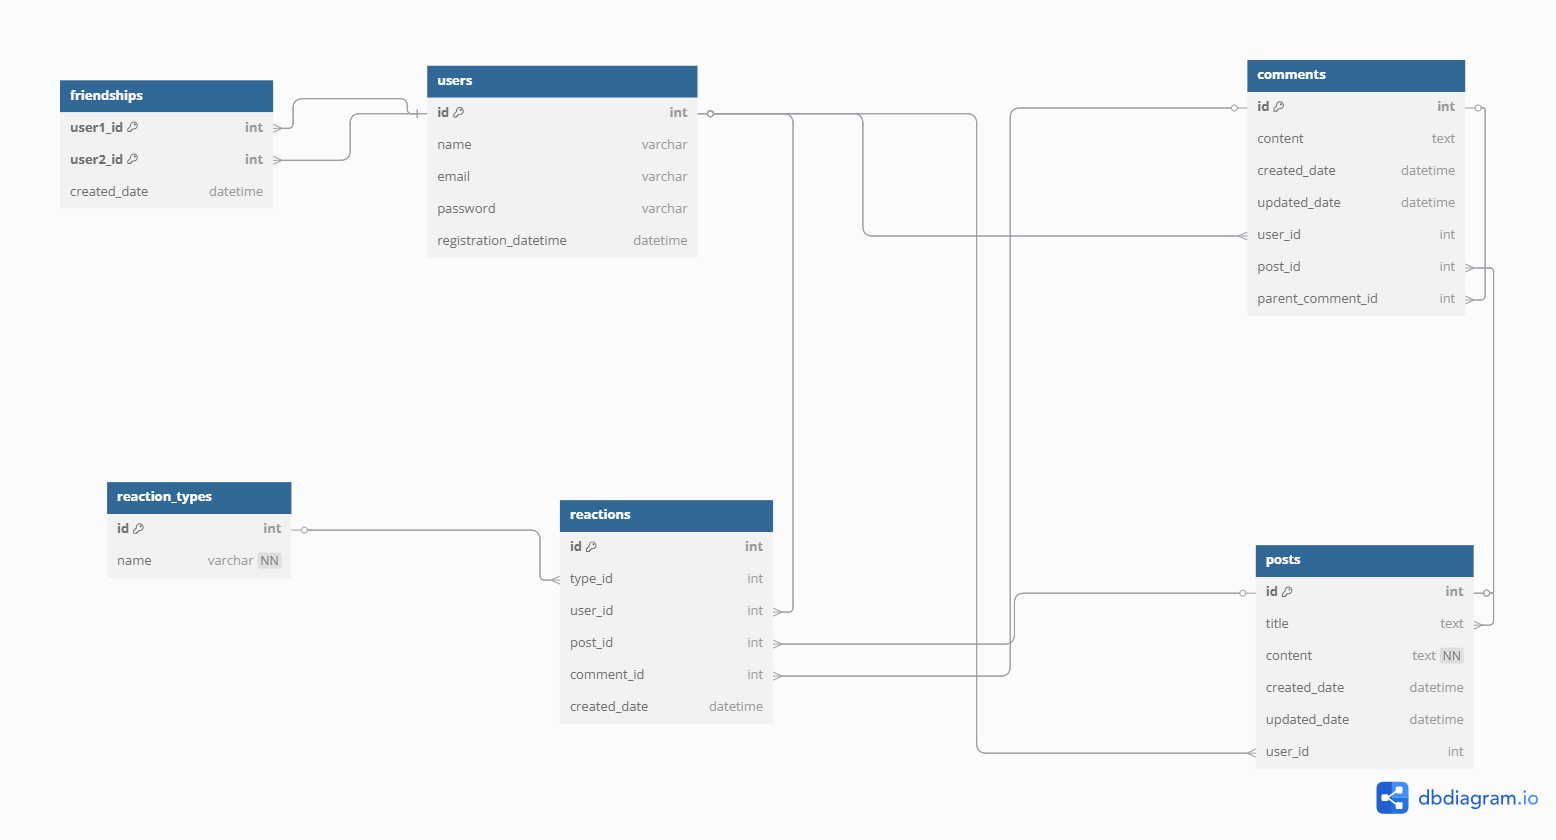 friendships
user1_id int
user2_id int
created_date datetime
users
id int
name varchar
email varchar
password varchar
registration_datetime datetime
comments
id int
content text
created_date datetime
updated_date datetime
user_id int
post_id int
parent_comment_id int
reaction_types
id int
name varchar NN
reactions
id int
type_id int
user_id int
post_id int
comment_id int
created_date datetime
posts
id int
title text
content text NN
created_date datetime
updated_date datetime
user_id int
dbdiagram.io